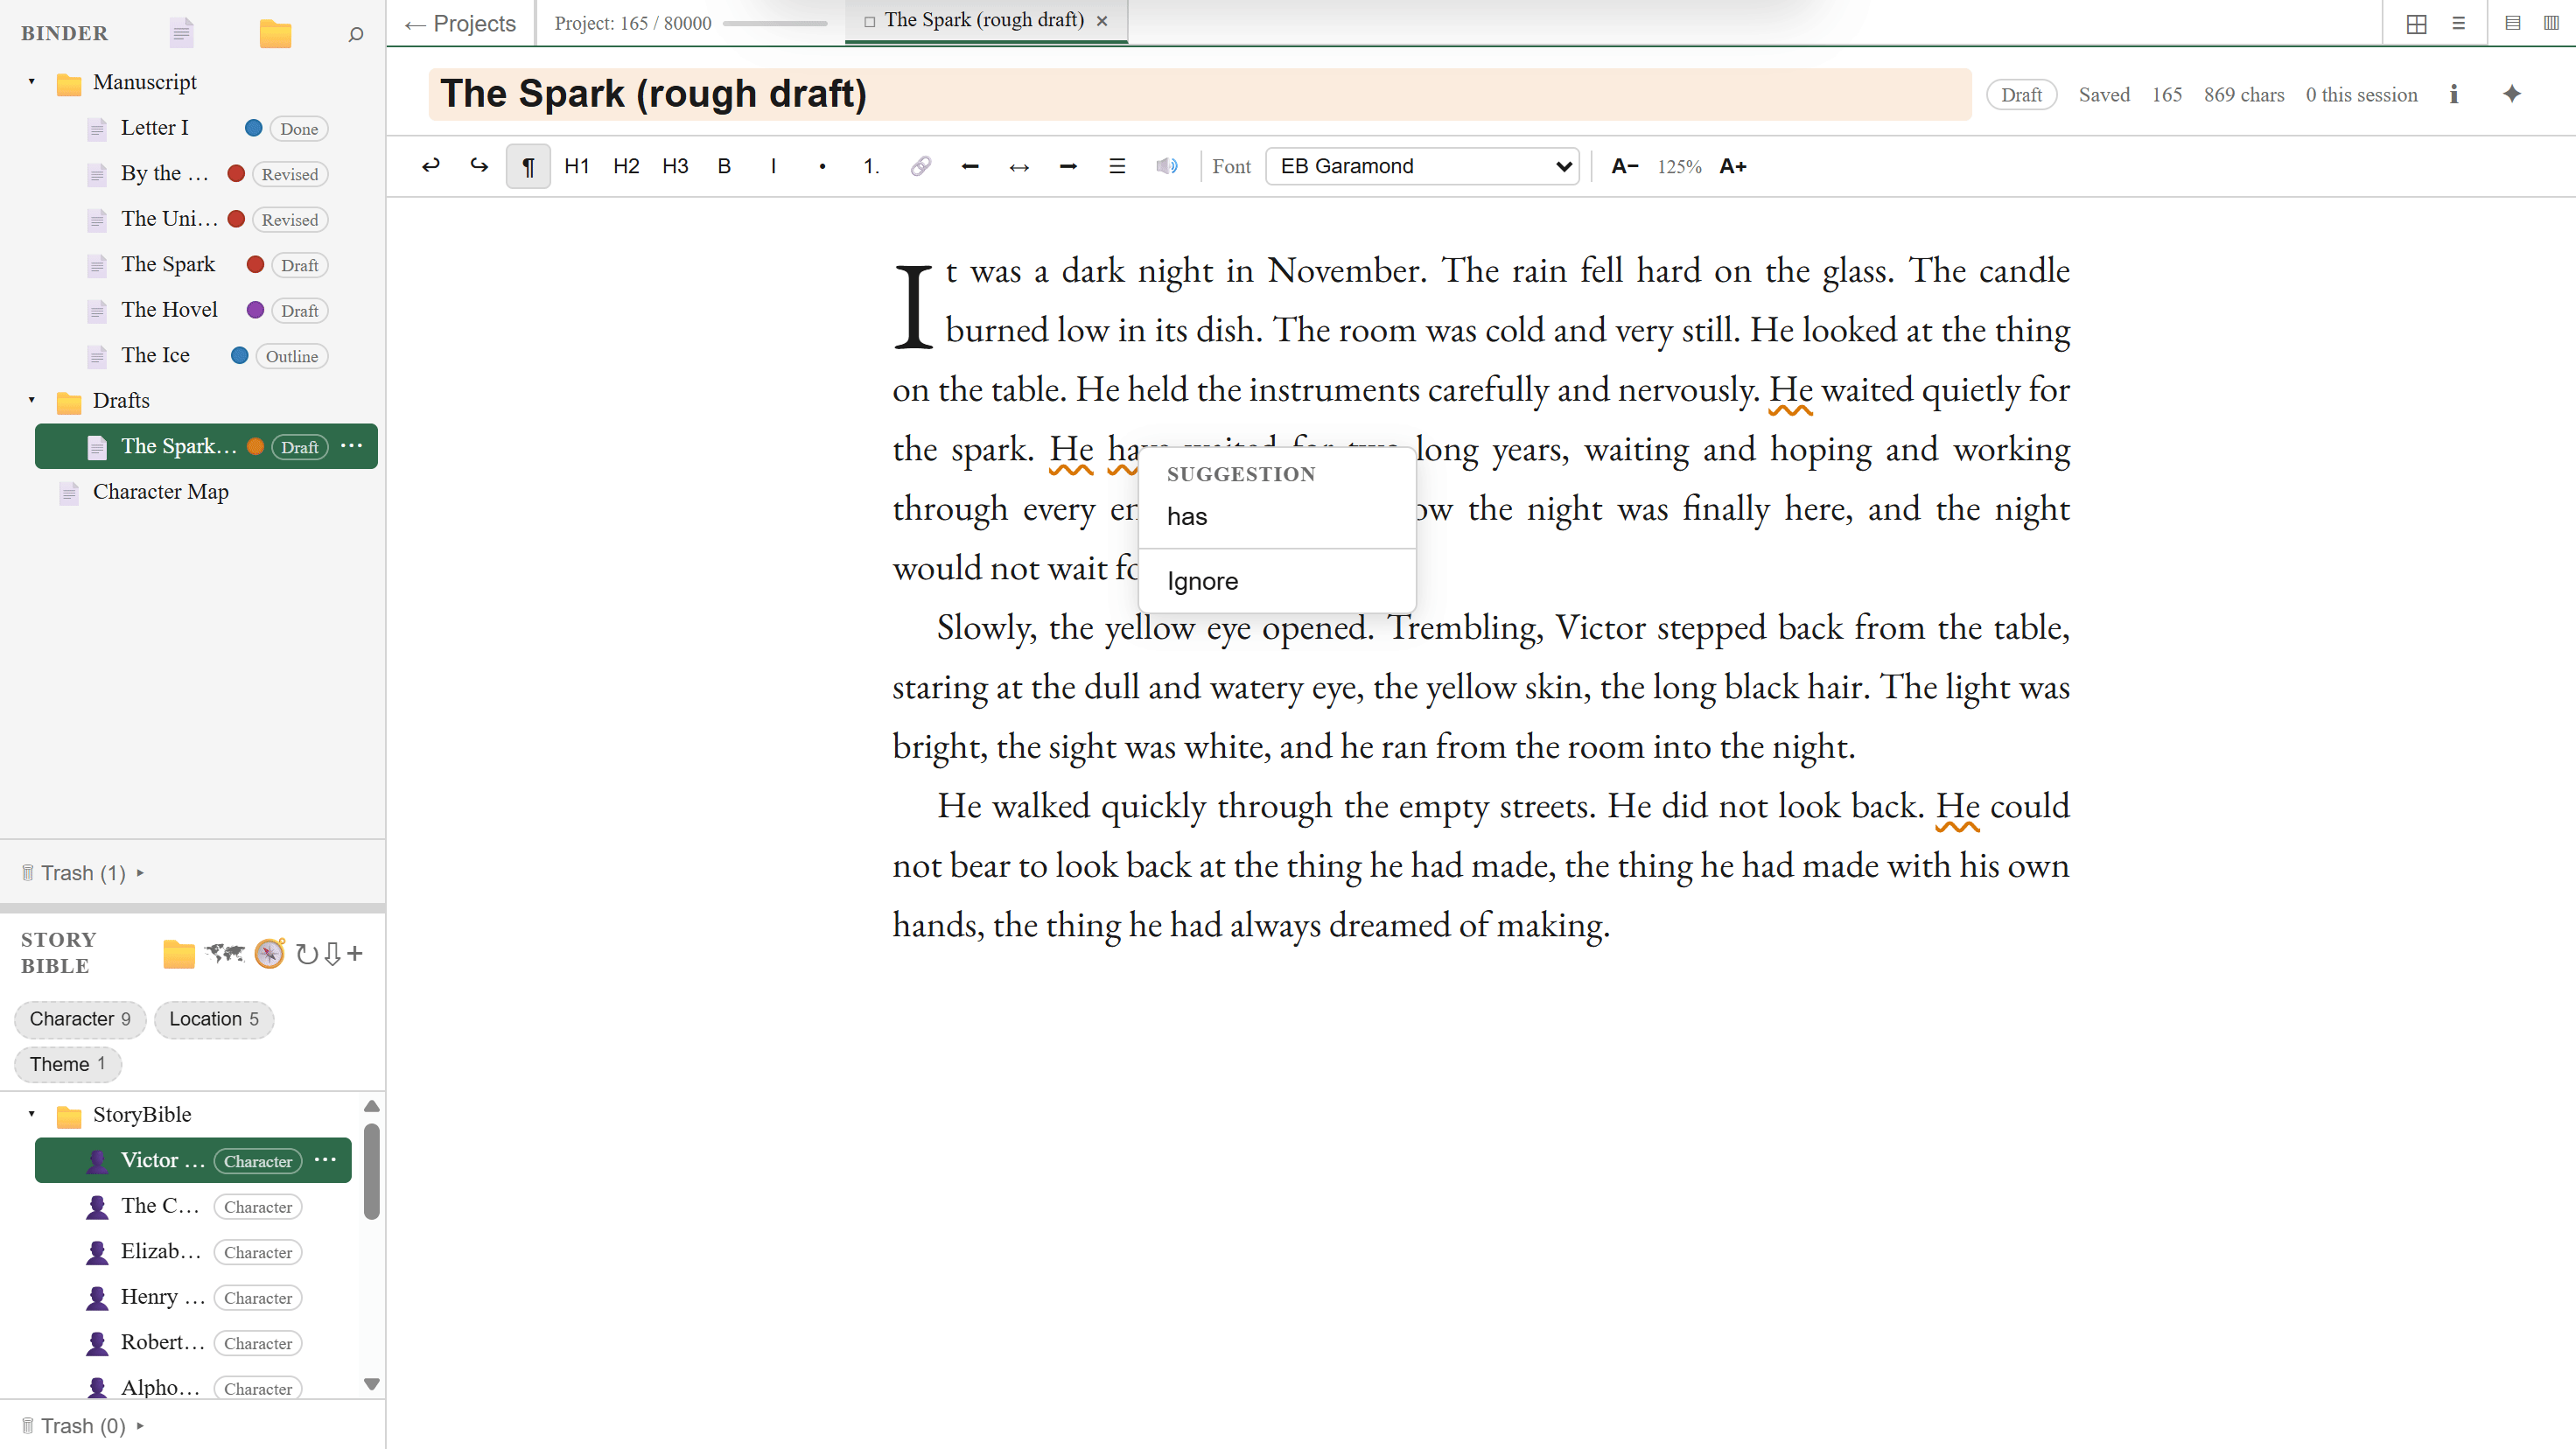 BINDER
Manuscript
Letter I Done
By the ... Revised
The Uni... Revised
The Spark Draft
The Hovel Draft
The Ice Outline
Drafts
The Spark... Draft ...
Character Map
Trash (1)
STORY
BIBLE
Character 9 Location 5
Theme 1
StoryBible
Victor ... Character ...
The C... Character
Elizab... Character
Henry ... Character
Robert... Character
Alpho... Character
Trash (0)
← Projects Project: 165 / 80000 The Spark (rough draft) ×
The Spark (rough draft) Draft Saved 165 869 chars 0 this session
¶ H1 H2 H3 B I • 1. Font EB Garamond A− 125% A+
It was a dark night in November. The rain fell hard on the glass. The candle
burned low in its dish. The room was cold and very still. He looked at the thing
on the table. He held the instruments carefully and nervously. He waited quietly for
the spark. He have waited for two long years, waiting and hoping and working
through every the night was finally here, and the night
would not wait
SUGGESTION
has
Ignore
Slowly, the yellow eye opened. Trembling, Victor stepped back from the table,
staring at the dull and watery eye, the yellow skin, the long black hair. The light was
bright, the sight was white, and he ran from the room into the night.
He walked quickly through the empty streets. He did not look back. He could
not bear to look back at the thing he had made, the thing he had made with his own
hands, the thing he had always dreamed of making.